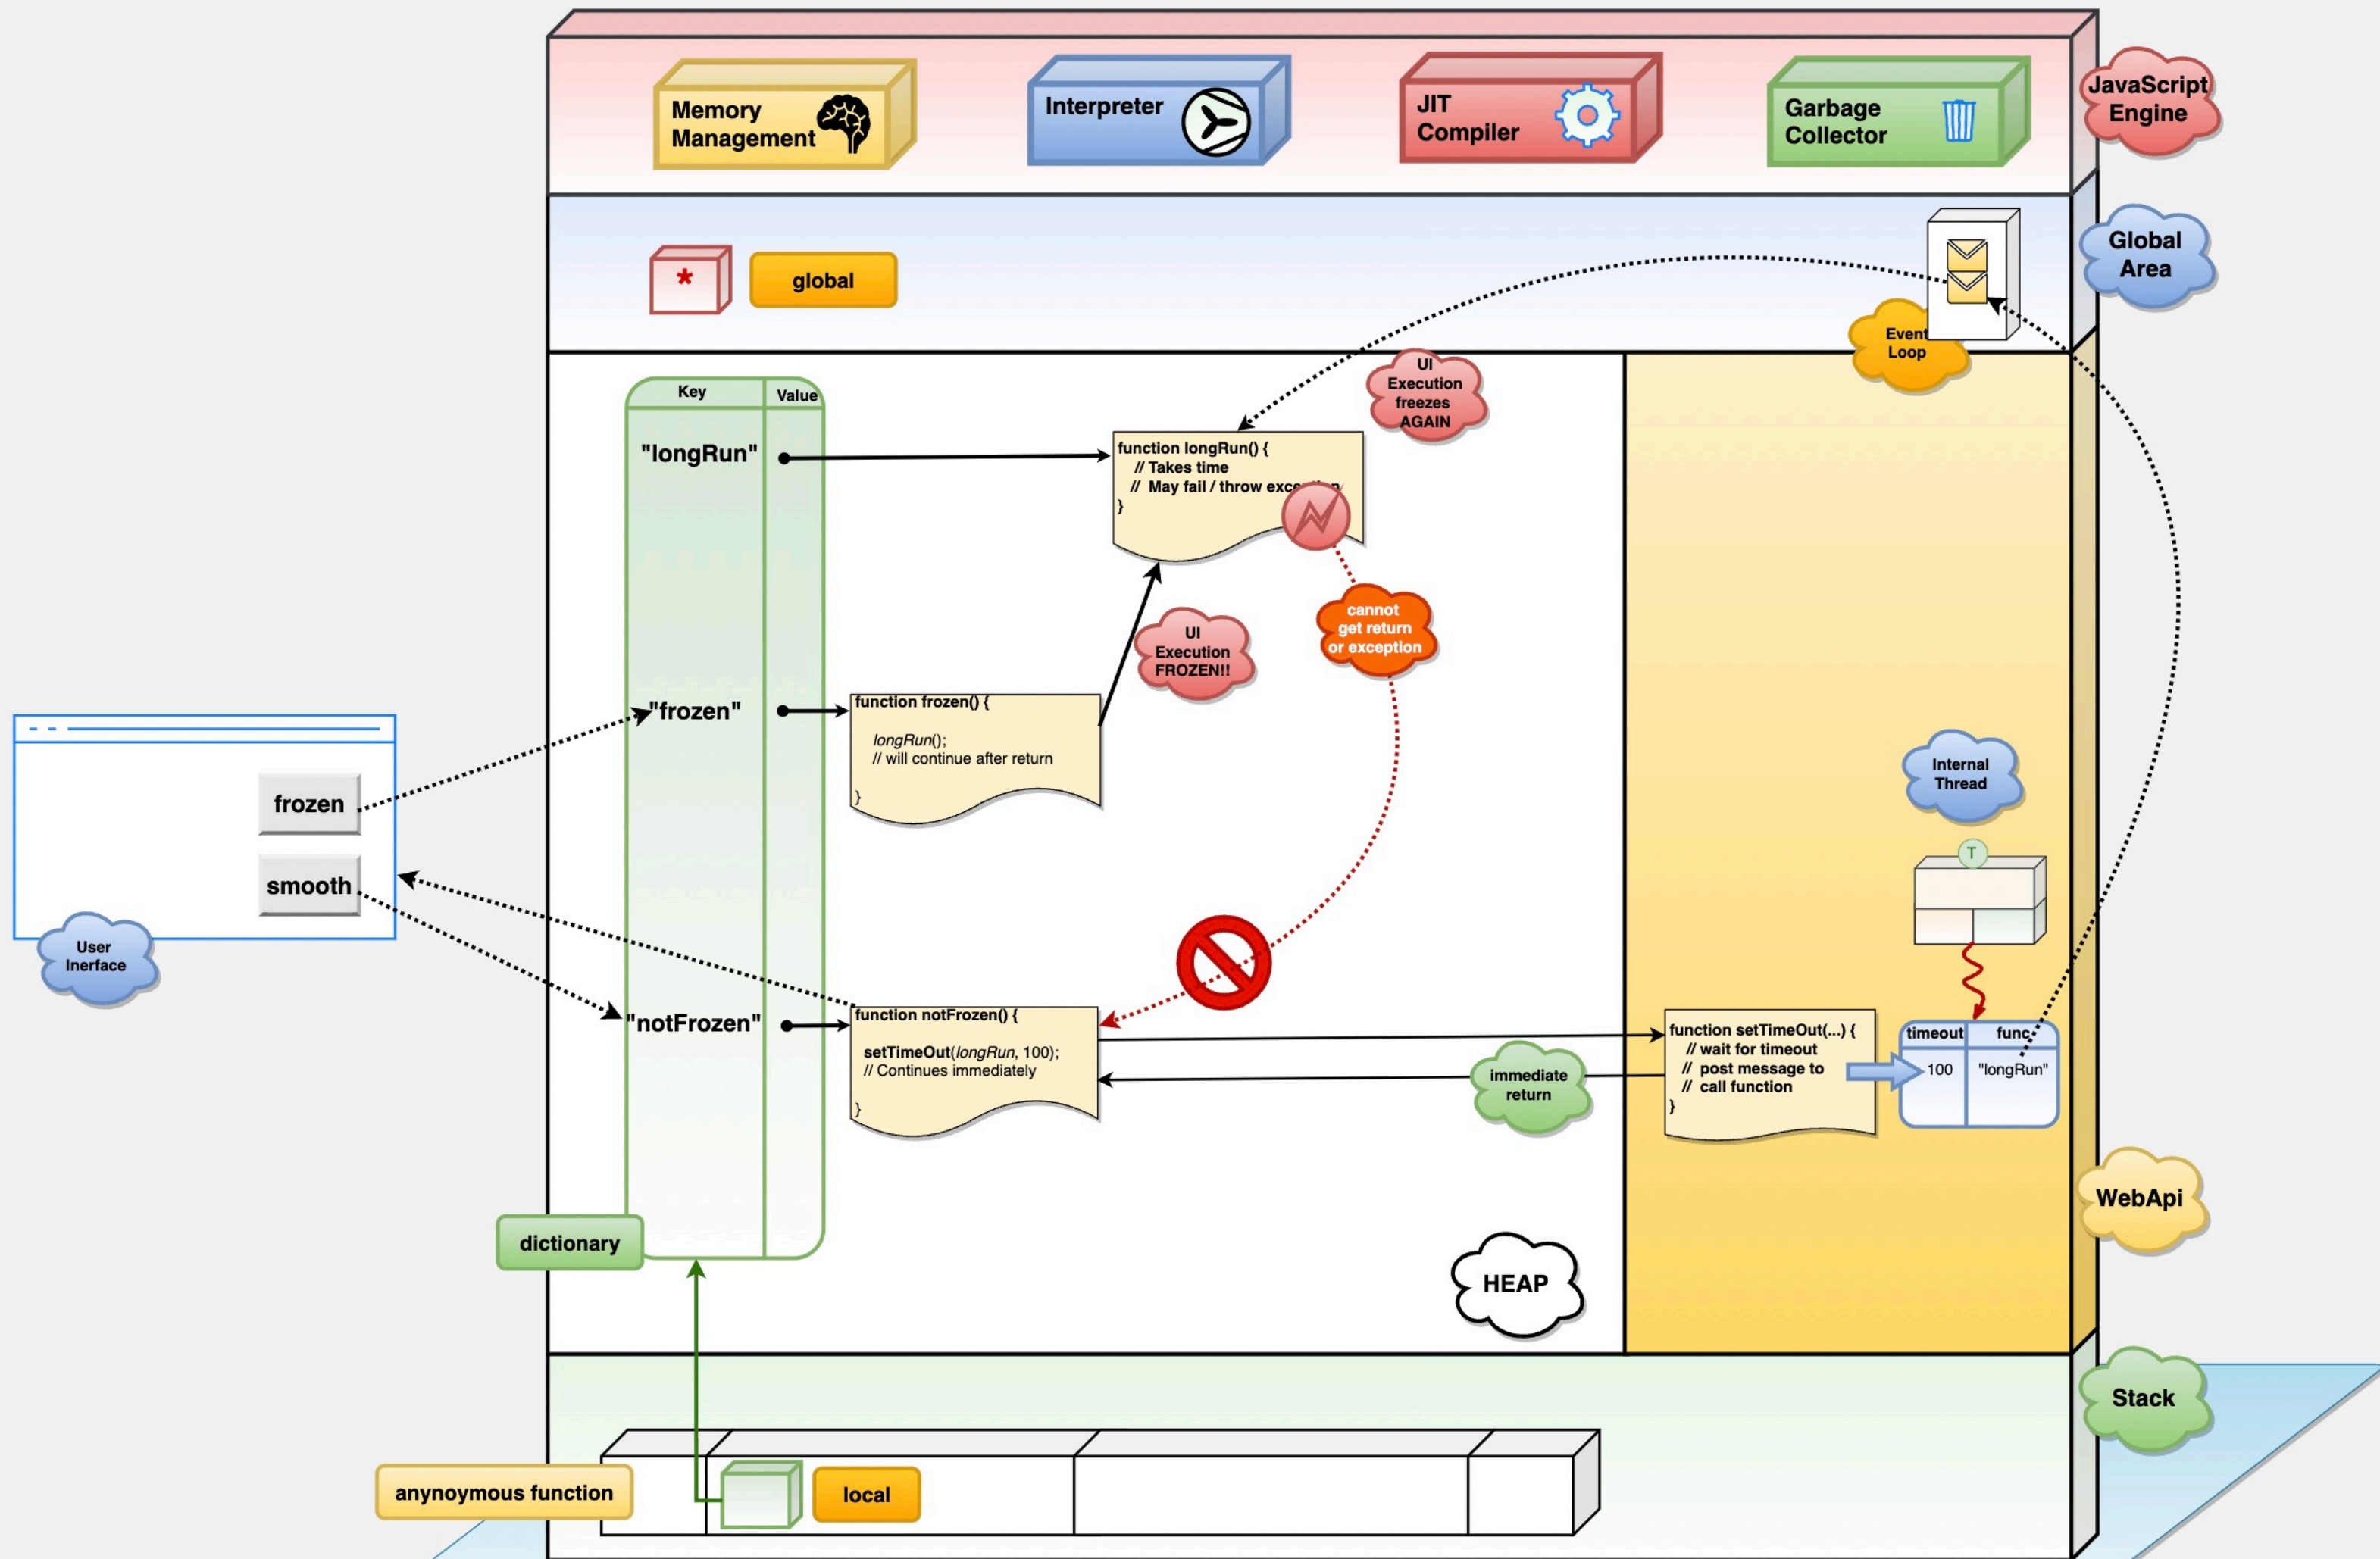 Memory
Management
Interpreter
JIT
Compiler
Garbage
Collector
JavaScript
Engine
*
global
Global
Area
Event
Loop
Key
Value
"longRun"
function longRun() {
// Takes time
// May fail / throw exception
}
UI
Execution
freezes
AGAIN
cannot
get return
or exception
UI
Execution
FROZEN!!
"frozen"
function frozen() {
longRun();
// will continue after return
}
frozen
smooth
User
Inerface
Internal
Thread
T
"notFrozen"
function notFrozen() {
setTimeOut(longRun, 100);
// Continues immediately
}
immediate
return
function setTimeOut(...) {
// wait for timeout
// post message to
// call function
}
timeout
func
100
"longRun"
WebApi
dictionary
HEAP
Stack
anynoymous function
local